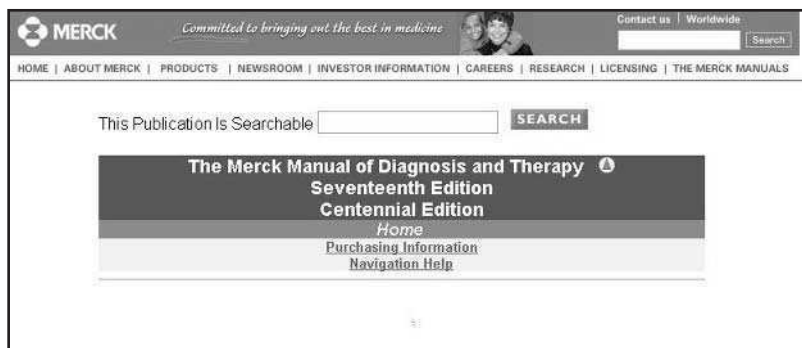 Contact us | Worldwide
MERCK
Committed to bringing out the best in medicine
Search
HOME | ABOUT MERCK | PRODUCTS | NEWSROOM | INVESTOR INFORMATION | CAREERS | RESEARCH | LICENSING | THE MERCK MANUALS
This Publication Is Searchable
SEARCH
The Merck Manual of Diagnosis and Therapy
Seventeenth Edition
Centennial Edition
Home
Purchasing Information
Navigation Help